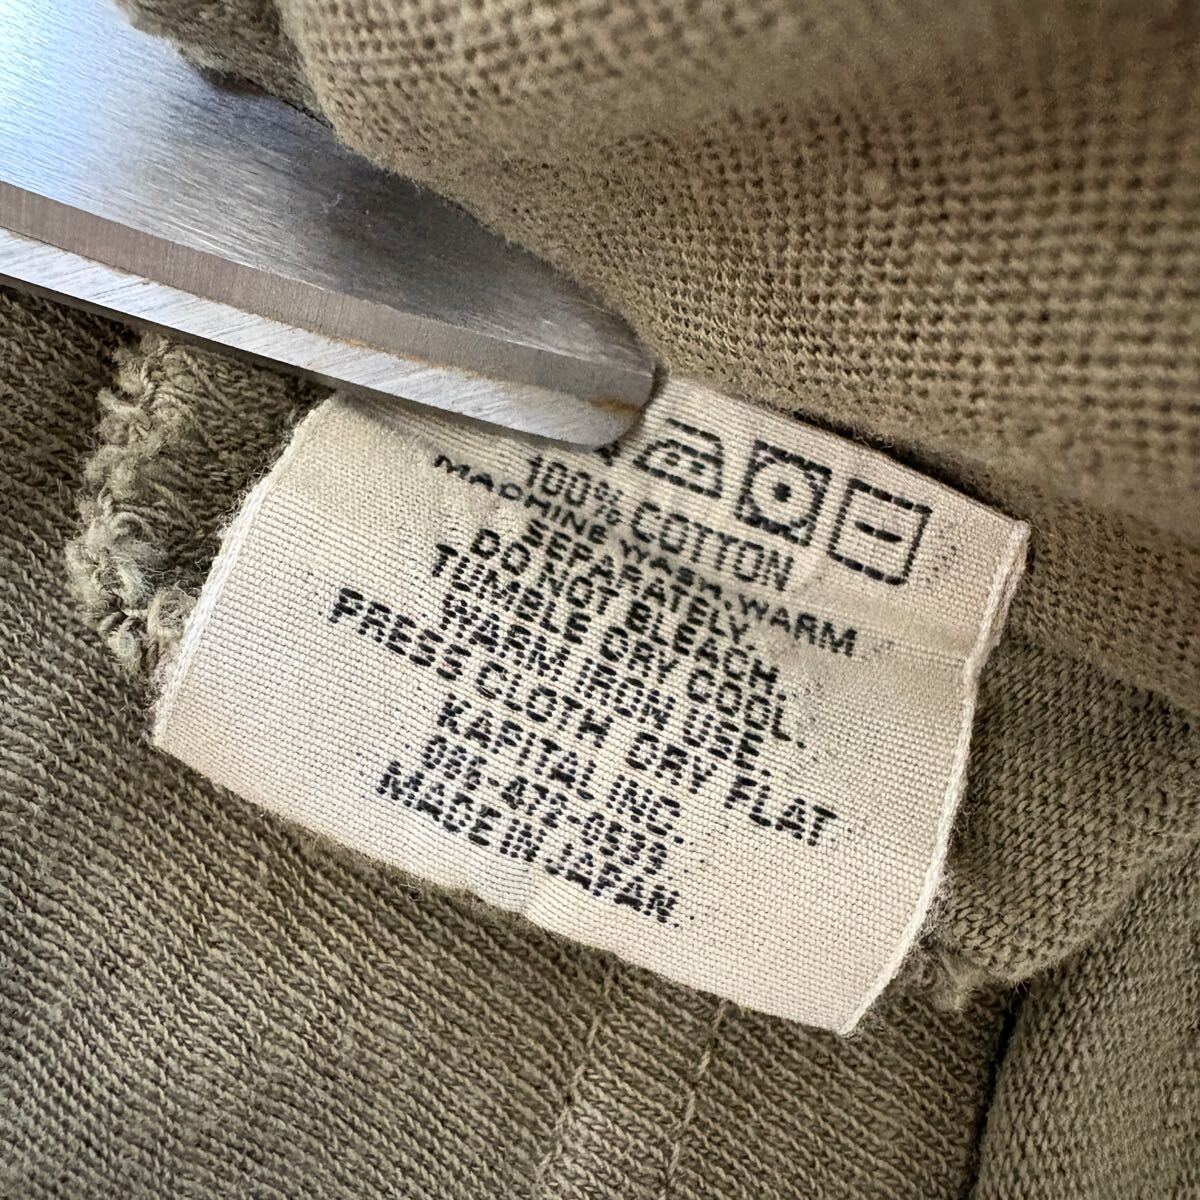 100% COTTON
MACHINE WASH, WARM
SEPARATELY.
DO NOT BLEACH.
TUMBLE DRY COOL.
WARM IRON USE.
PRESS CLOTH DRY FLAT
KAPITAL INC.
MADE IN JAPAN.